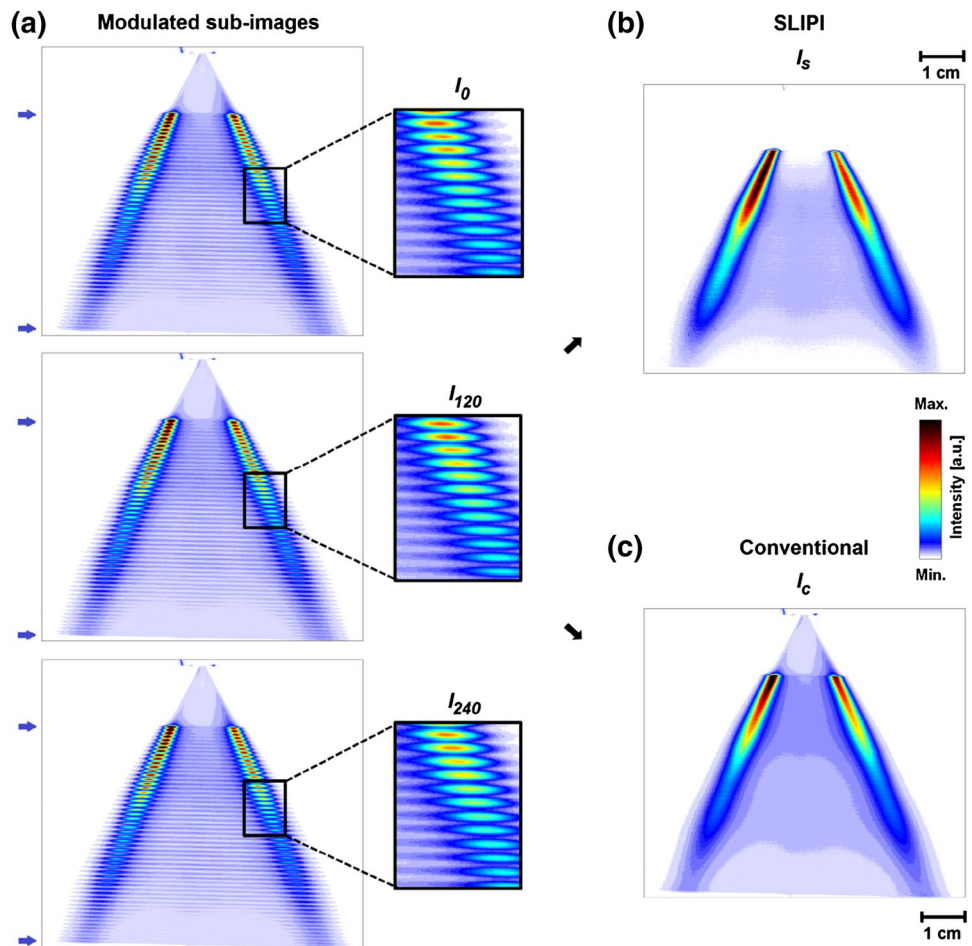 (a) Modulated sub-images
I0
I120
I240
(b) SLIPI
Is
1 cm
Max.
Intensity [a.u.]
Min.
(c) Conventional
Ic
1 cm